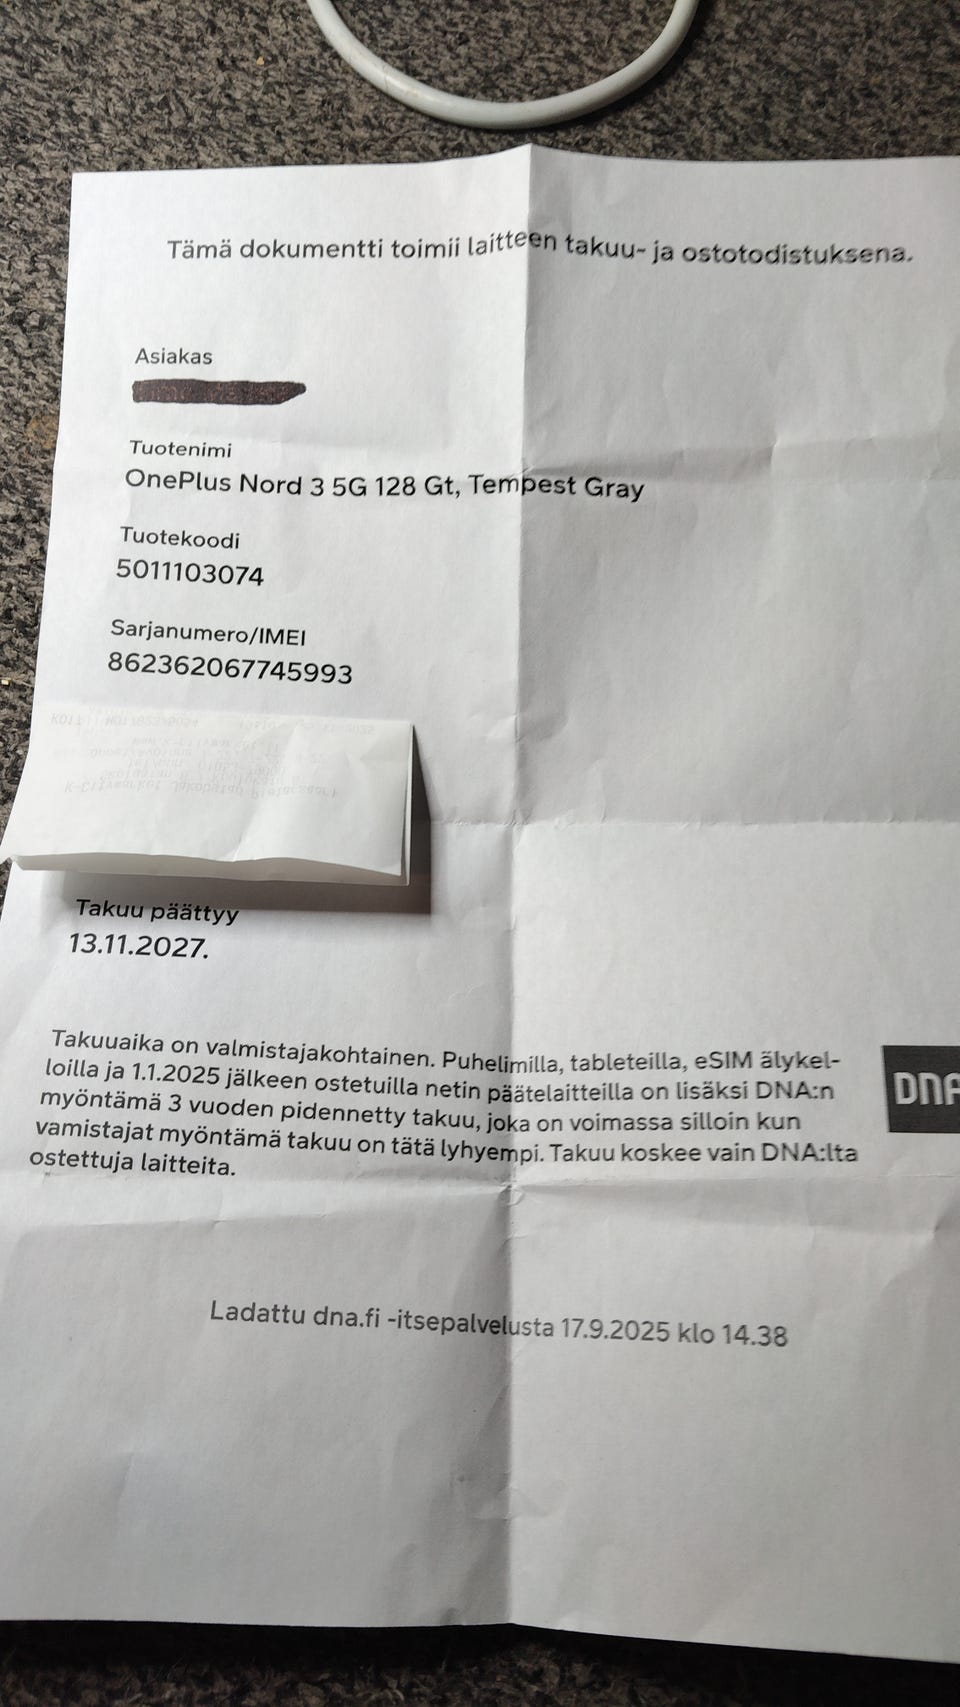 Tämä dokumentti toimii laitteen takuu- ja ostotodistuksena.
Asiakas
Tuotenimi
OnePlus Nord 3 5G 128 Gt, Tempest Gray
Tuotekoodi
5011103074
Sarjanumero/IMEI
862362067745993
Takuu päättyy
13.11.2027.
Takuuaika on valmistajakohtainen. Puhelimilla, tableteilla, eSIM älykel-
loilla ja 1.1.2025 jälkeen ostetuilla netin päätelaitteilla on lisäksi DNA:n
myöntämä 3 vuoden pidennetty takuu, joka on voimassa silloin kun
vamistajat myöntämä takuu on tätä lyhyempi. Takuu koskee vain DNA:lta
ostettuja laitteita.
DNA
Ladattu dna.fi -itsepalvelusta 17.9.2025 klo 14.38